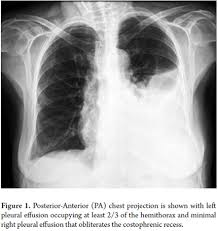 Figure 1. Posterior-Anterior (PA) chest projection is shown with left
pleural effusion occupying at least 2/3 of the hemithorax and minimal
right pleural effusion that obliterates the costophrenic recess.